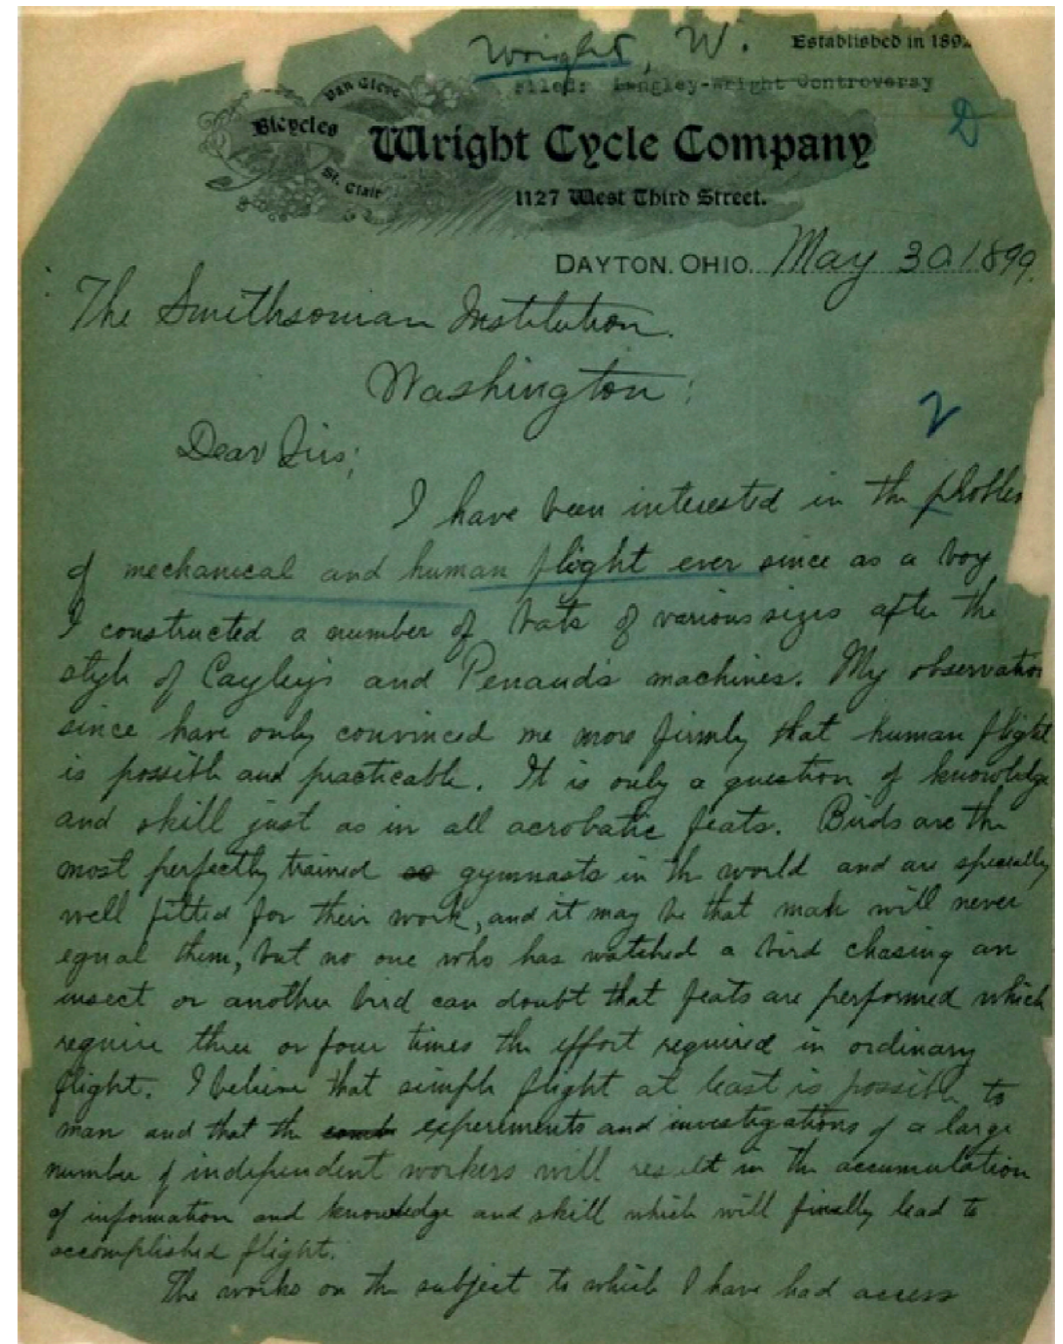 Wright, W.
Established in 189
Filed: Langley-Wright Controversy
D
Van Cleve
Bicycles
St. Clair
Wright Cycle Company
1127 West Third Street.
DAYTON, OHIO. May 30, 1899.
The Smithsonian Institution.
Washington;
2
Dear Sirs;
I have been interested in the problem
of mechanical and human flight ever since as a boy
I constructed a number of bats of various sizes after the
style of Cayley's and Penaud's machines. My observations
since have only convinced me more firmly that human flight
is possible and practicable. It is only a question of knowledge
and skill just as in all acrobatic feats. Birds are the
most perfectly trained gymnasts in the world and are specially
well fitted for their work, and it may be that man will never
equal them, but no one who has watched a bird chasing an
insect or another bird can doubt that feats are performed which
require three or four times the effort required in ordinary
flight. I believe that simple flight at least is possible to
man and that the experiments and investigations of a large
number of independent workers will result in the accumulation
of information and knowledge and skill which will finally lead to
accomplished flight.
The works on the subject to which I have had access